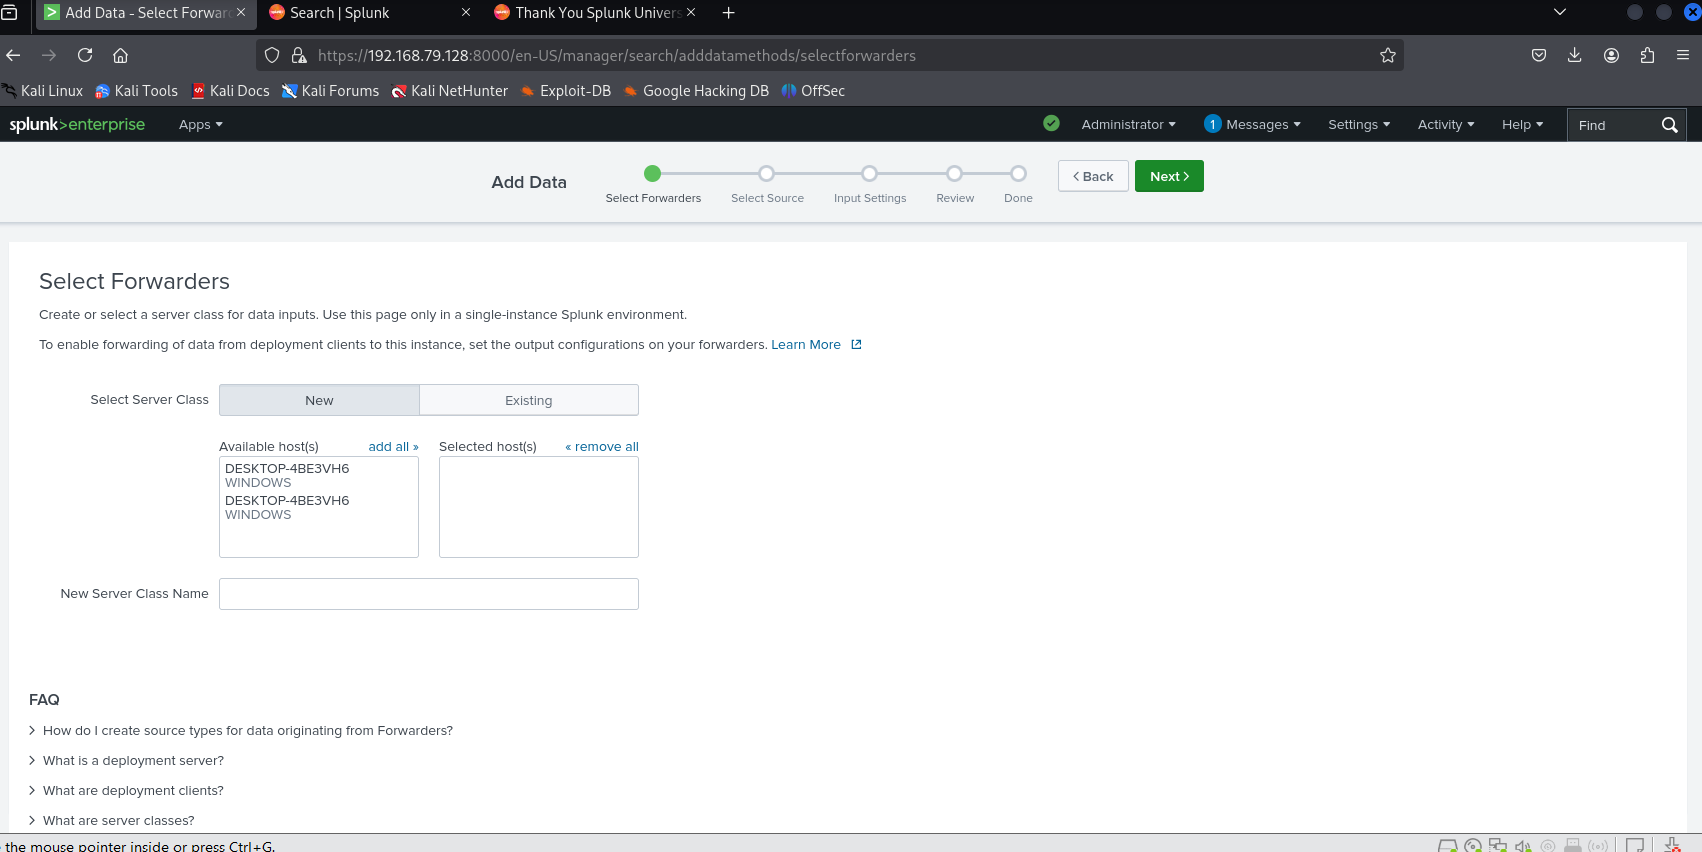 Add Data - Select Forward
Search | Splunk
Thank You Splunk Univers
https://192.168.79.128:8000/en-US/manager/search/adddatamethods/selectforwarders
Kali Linux
Kali Tools
Kali Docs
Kali Forums
Kali NetHunter
Exploit-DB
Google Hacking DB
OffSec
splunk>enterprise
Apps
Administrator
1
Messages
Settings
Activity
Help
Find
Add Data
Select Forwarders
Select Source
Input Settings
Review
Done
< Back
Next >
Select Forwarders
Create or select a server class for data inputs. Use this page only in a single-instance Splunk environment.
To enable forwarding of data from deployment clients to this instance, set the output configurations on your forwarders. Learn More
Select Server Class
New
Existing
Available host(s)
add all »
Selected host(s)
« remove all
DESKTOP-4BE3VH6
WINDOWS
DESKTOP-4BE3VH6
WINDOWS
New Server Class Name
FAQ
> How do I create source types for data originating from Forwarders?
> What is a deployment server?
> What are deployment clients?
> What are server classes?
the mouse pointer inside or press Ctrl+G.